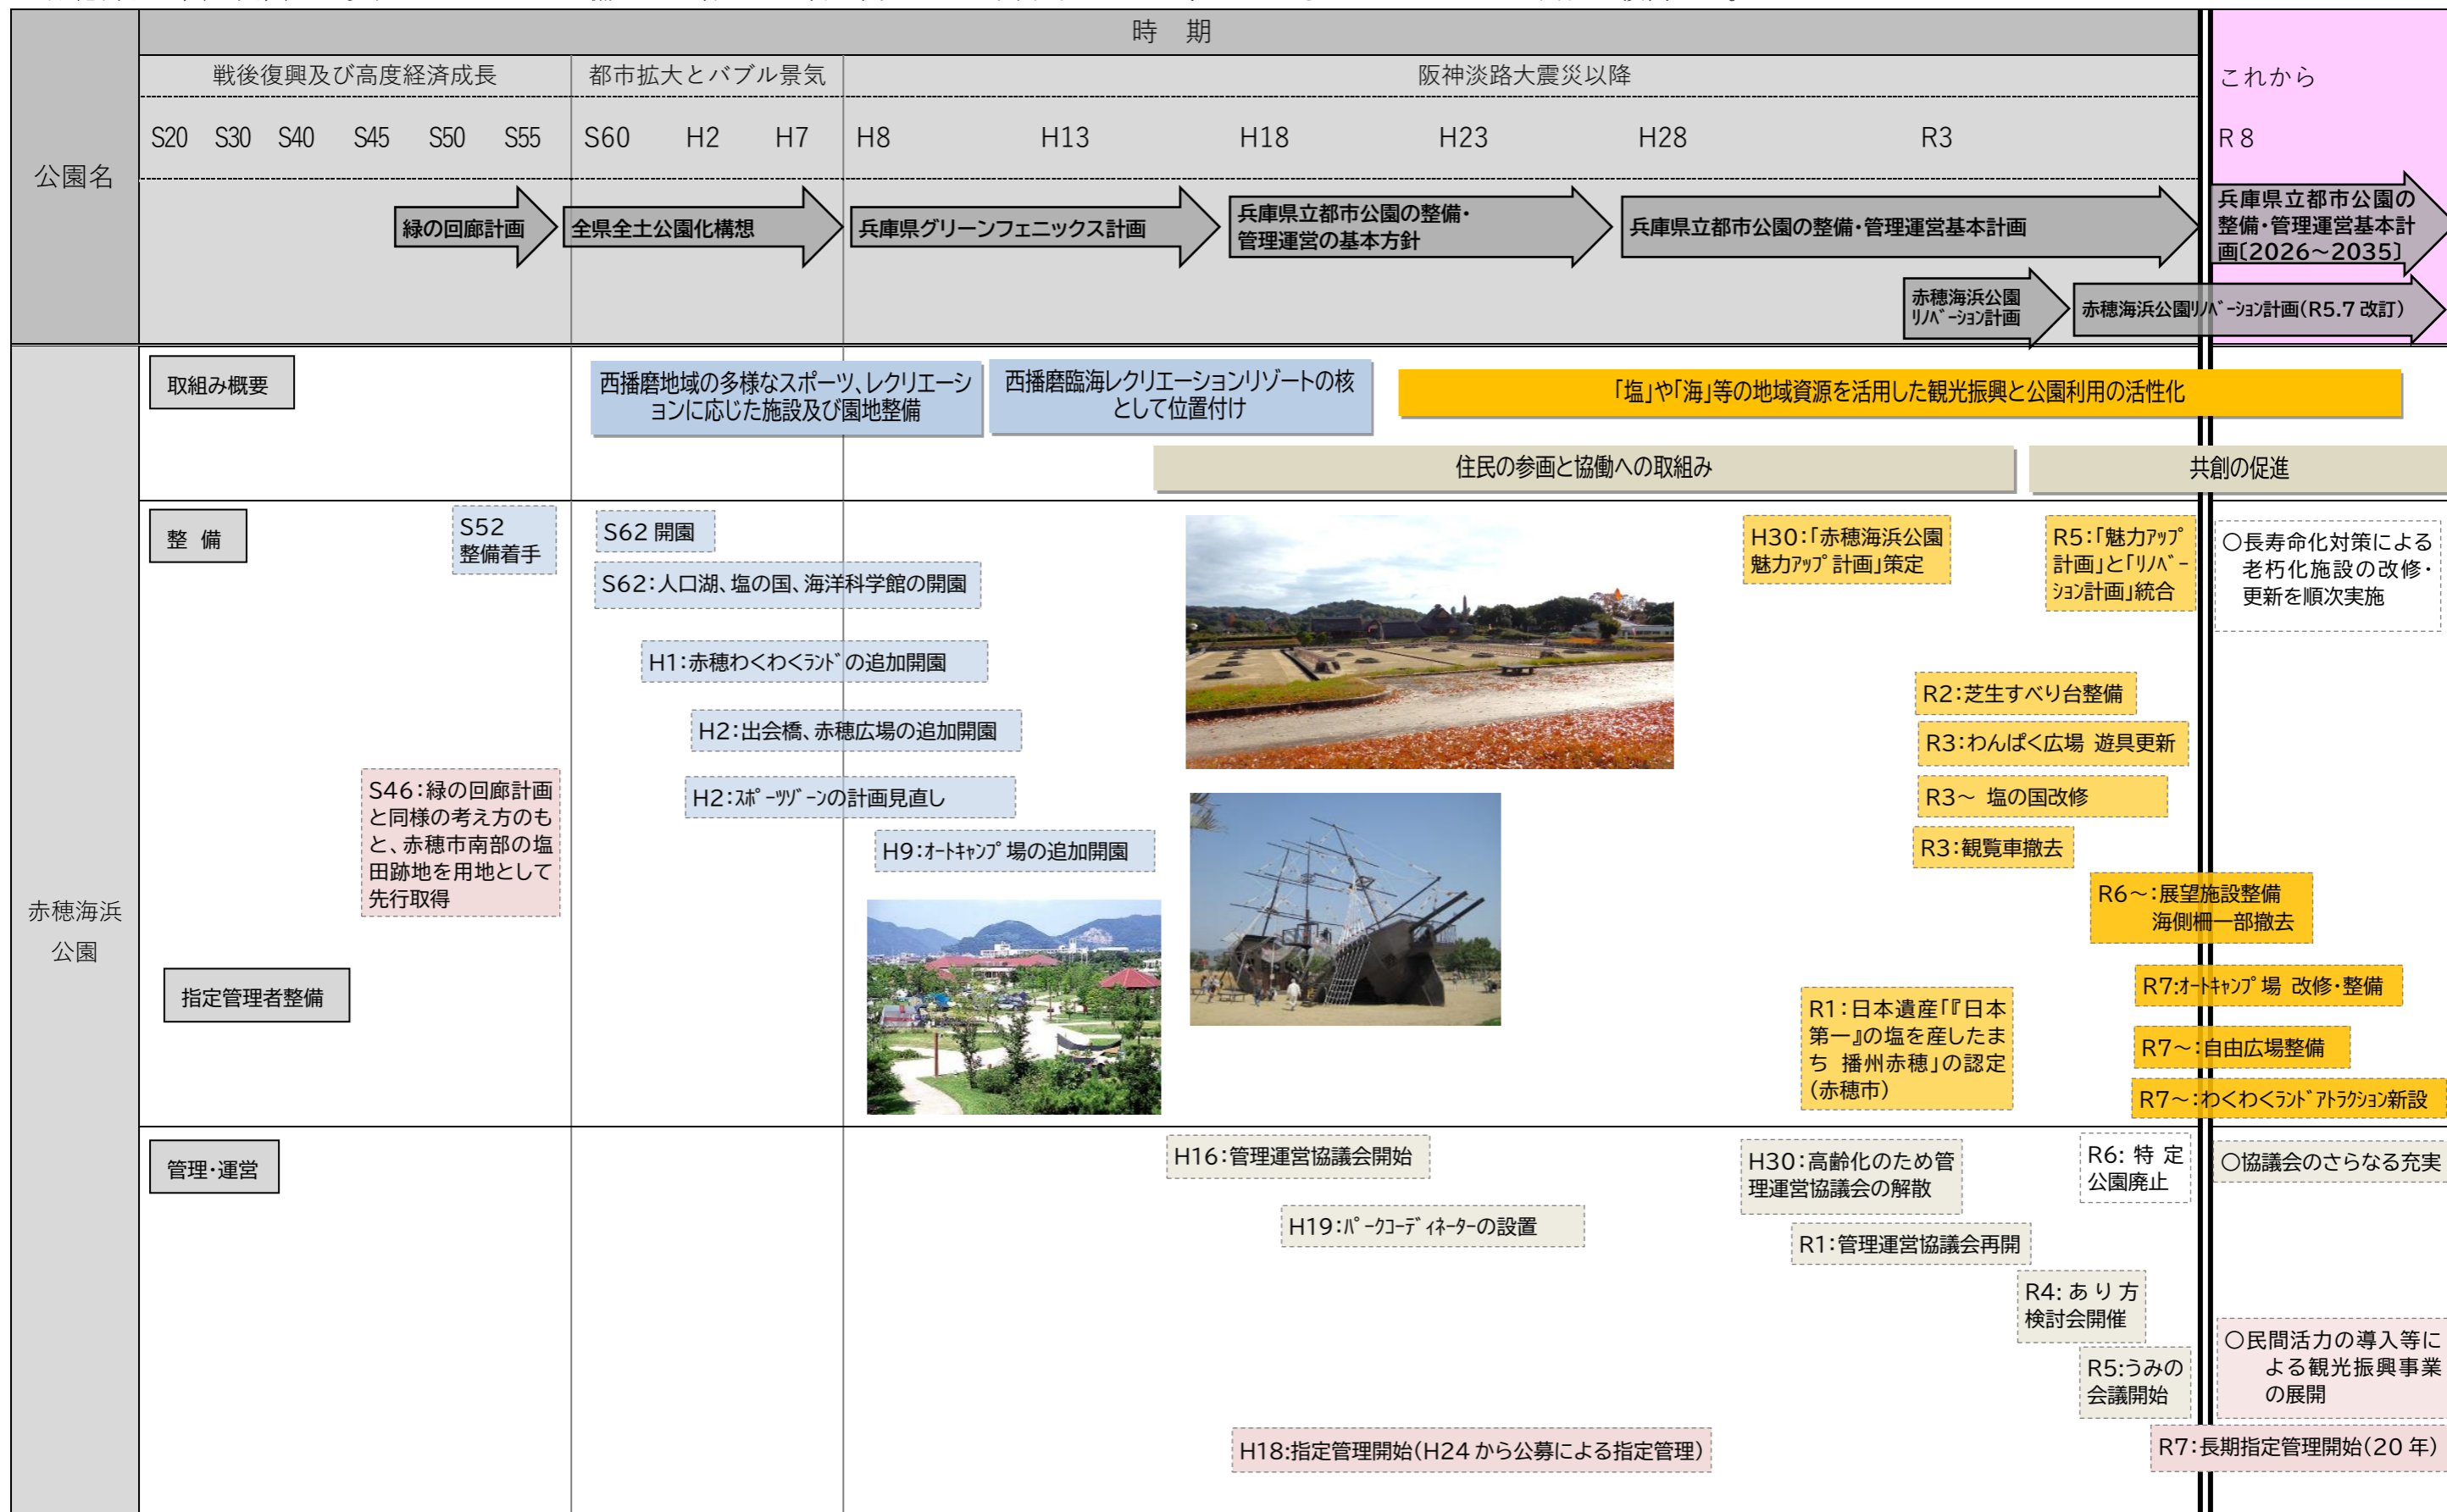 時 期
戦後復興及び高度経済成長
都市拡大とバブル景気
阪神淡路大震災以降
これから
公園名
S20 S30 S40 S45 S50 S55 S60 H2 H7 H8 H13 H18 H23 H28 R3 R8
緑の回廊計画
全県全土公園化構想
兵庫県グリーンフェニックス計画
兵庫県立都市公園の整備・
管理運営の基本方針
兵庫県立都市公園の整備・管理運営基本計画
兵庫県立都市公園の
整備・管理運営基本計
画〔2026～2035〕
赤穂海浜公園
ﾘﾉﾍﾞｰｼｮﾝ計画
赤穂海浜公園ﾘﾉﾍﾞｰｼｮﾝ計画(R5.7 改訂)
赤穂海浜
公園
取組み概要
西播磨地域の多様なスポーツ、レクリエーシ
ョンに応じた施設及び園地整備
西播磨臨海レクリエーションリゾートの核
として位置付け
「塩」や「海」等の地域資源を活用した観光振興と公園利用の活性化
住民の参画と協働への取組み
共創の促進
整 備
S52
整備着手
S62 開園
S62：人口湖、塩の国、海洋科学館の開園
H1：赤穂わくわくﾗﾝﾄﾞの追加開園
H2：出会橋、赤穂広場の追加開園
H2：ｽﾎﾟｰﾂｿﾞｰﾝの計画見直し
H9：ｵｰﾄｷｬﾝﾌﾟ場の追加開園
S46：緑の回廊計画
と同様の考え方のも
と、赤穂市南部の塩
田跡地を用地として
先行取得
H30：「赤穂海浜公園
魅力ｱｯﾌﾟ計画」策定
R5：「魅力ｱｯﾌﾟ
計画」と「ﾘﾉﾍﾞｰ
ｼｮﾝ計画」統合
○長寿命化対策による
老朽化施設の改修・
更新を順次実施
R2：芝生すべり台整備
R3：わんぱく広場 遊具更新
R3～ 塩の国改修
R3：観覧車撤去
R6～：展望施設整備
海側柵一部撤去
指定管理者整備
R1：日本遺産「『日本
第一』の塩を産したま
ち 播州赤穂」の認定
(赤穂市)
R7:ｵｰﾄｷｬﾝﾌﾟ場 改修・整備
R7～：自由広場整備
R7～：わくわくﾗﾝﾄﾞｱﾄﾗｸｼｮﾝ新設
管理・運営
H16：管理運営協議会開始
H19：ﾊﾟｰｸｺｰﾃﾞｨﾈｰﾀｰの設置
H30：高齢化のため管
理運営協議会の解散
R1：管理運営協議会再開
R4: あり方
検討会開催
R5:うみの
会議開始
R6: 特 定
公園廃止
○協議会のさらなる充実
○民間活力の導入等に
よる観光振興事業
の展開
H18:指定管理開始(H24 から公募による指定管理)
R7：長期指定管理開始(20 年)